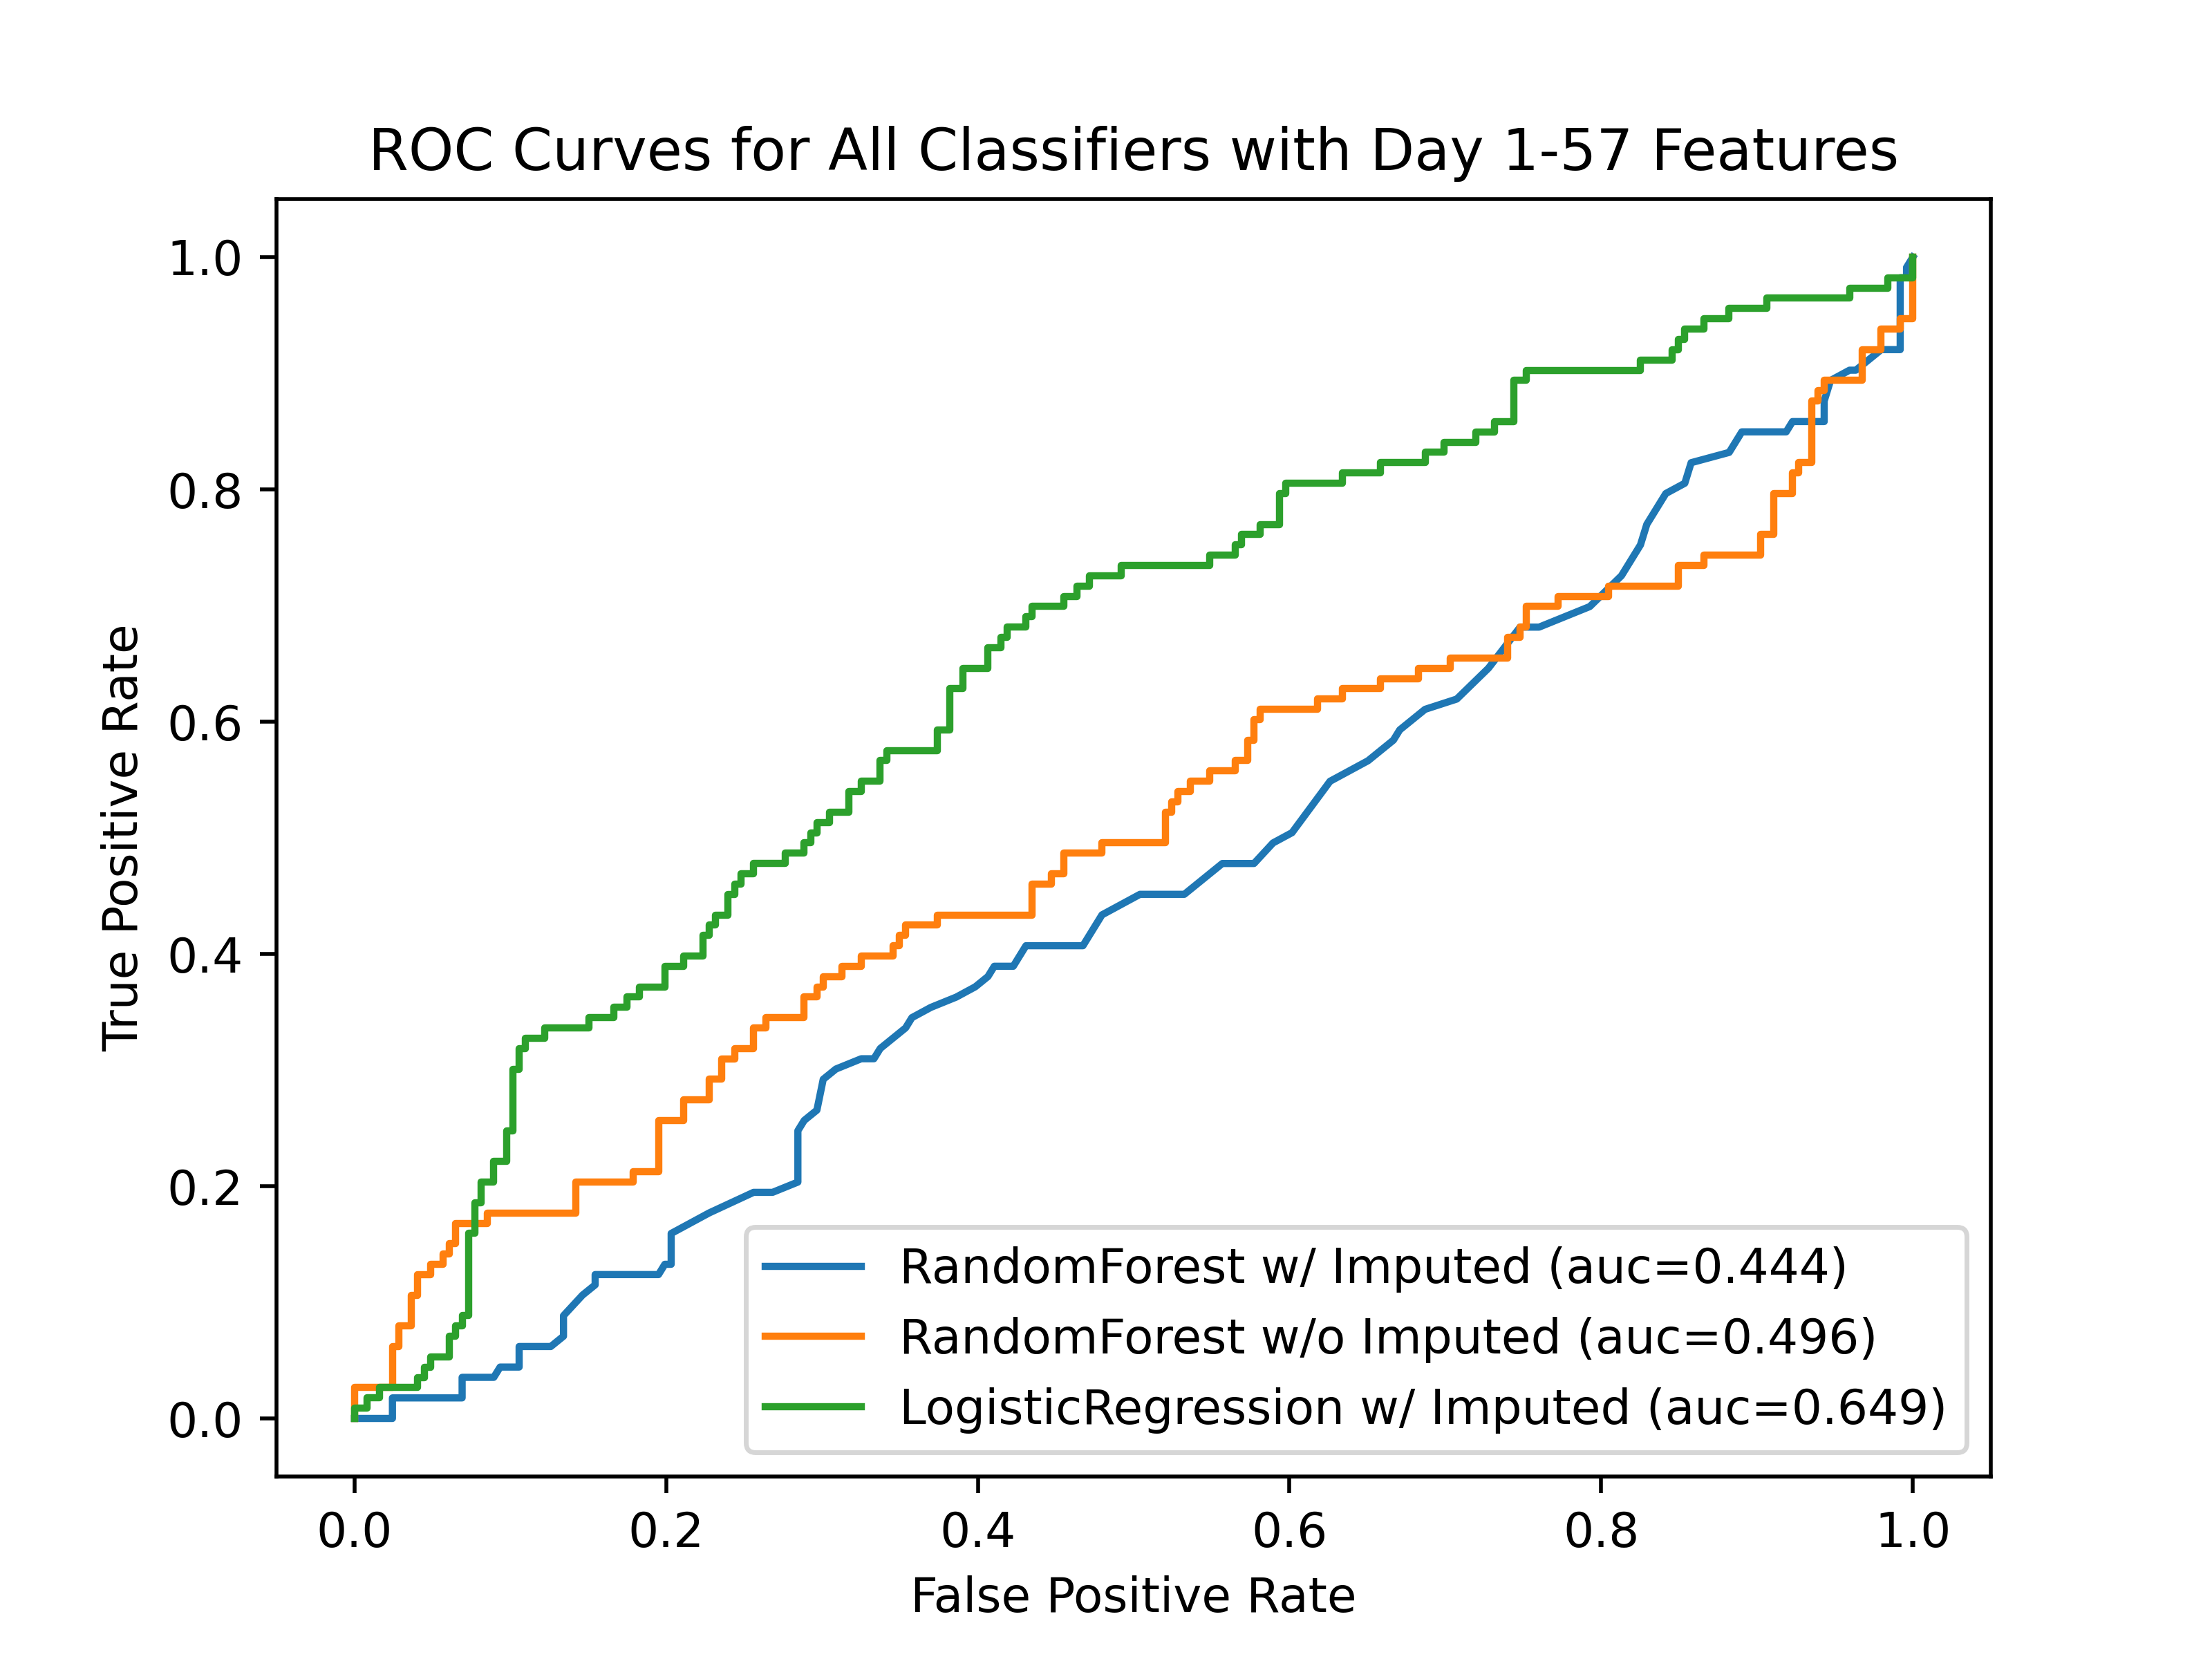 ROC Curves for All Classifiers with Day 1-57 Features
1.0
0.8
0.6
0.4
0.2
0.0
True Positive Rate
RandomForest w/ Imputed (auc=0.444)
RandomForest w/o Imputed (auc=0.496)
LogisticRegression w/ Imputed (auc=0.649)
0.0 0.2 0.4 0.6 0.8 1.0
False Positive Rate